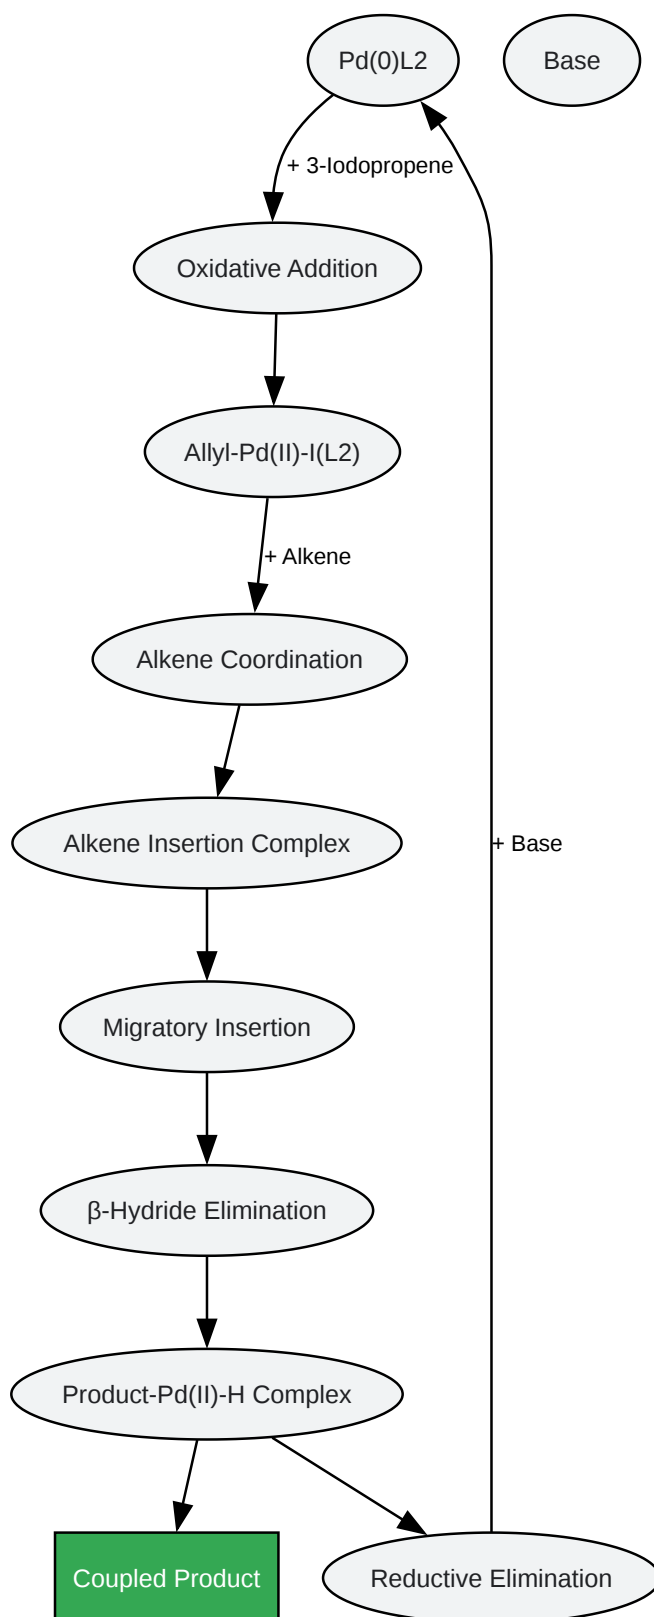 Pd(0)L2
Base
+ 3-Iodopropene
Oxidative Addition
Allyl-Pd(II)-I(L2)
+ Alkene
Alkene Coordination
Alkene Insertion Complex
+ Base
Migratory Insertion
β-Hydride Elimination
Product-Pd(II)-H Complex
Coupled Product
Reductive Elimination